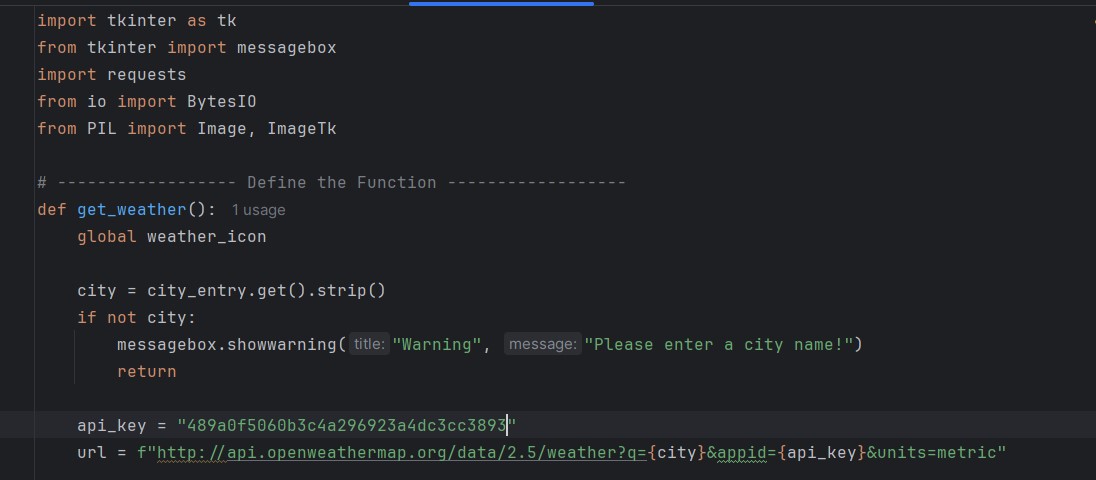 import tkinter as tk
from tkinter import messagebox
import requests
from io import BytesIO
from PIL import Image, ImageTk
# ------------------ Define the Function ------------------
def get_weather():  1 usage
    global weather_icon
    city = city_entry.get().strip()
    if not city:
        messagebox.showwarning( title: "Warning",  message: "Please enter a city name!")
        return
    api_key = "489a0f5060b3c4a296923a4dc3cc3893"
    url = f"http://api.openweathermap.org/data/2.5/weather?q={city}&appid={api_key}&units=metric"